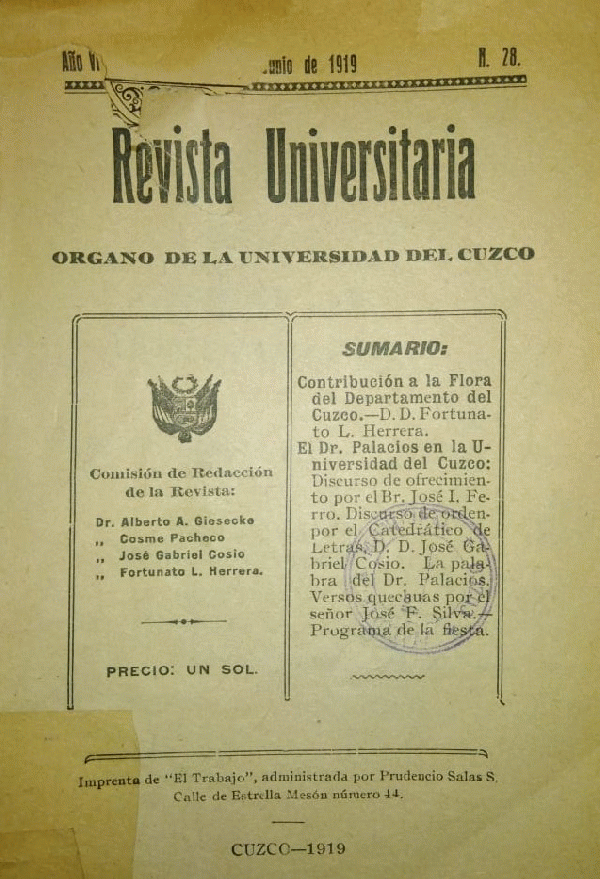 Año de 1919 N. 28.
Revista Universitaria
ORGANO DE LA UNIVERSIDAD DEL CUZCO
Comisión de Redacción
de la Revista:
Dr. Alberto A. Giesecke
„ Cosme Pacheco
„ José Gabriel Cosio
„ Fortunato L. Herrera.
PRECIO: UN SOL.
SUMARIO:
Contribución a la Flora
del Departamento del
Cuzco.—D. D. Fortuna-
to L. Herrera.
El Dr. Palacios en la U-
niversidad del Cuzco:
Discurso de ofrecimien-
to por el Br. José I. Fe-
rro. Discurso de orden-
por el Catedrático de
Letras, D. D. José Ga-
briel Cosio. La pala-
bra del Dr. Palacios.
Versos quechuas por el
señor José F. Silva.—
Programa de la fiesta.
Imprenta de "El Trabajo", administrada por Prudencio Salas S.
Calle de Estrella Mesón número 44.
CUZCO—1919